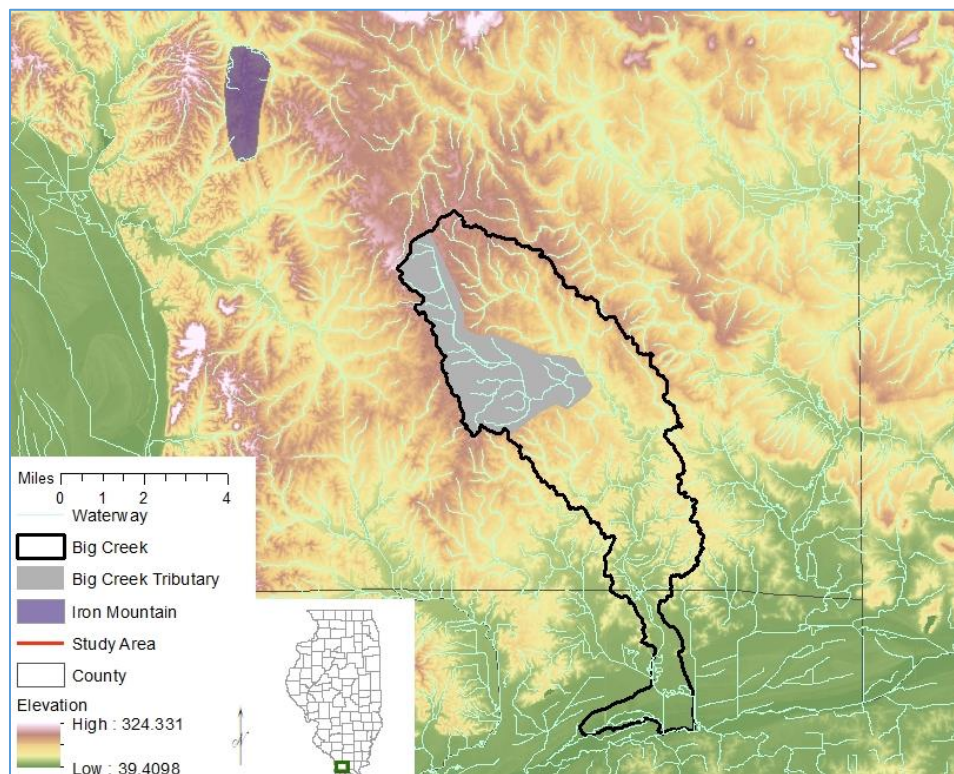 Miles
0 2 4
Waterway
Big Creek
Big Creek Tributary
Iron Mountain
Study Area
County
Elevation
High : 324.331
Low : 39.4098
N